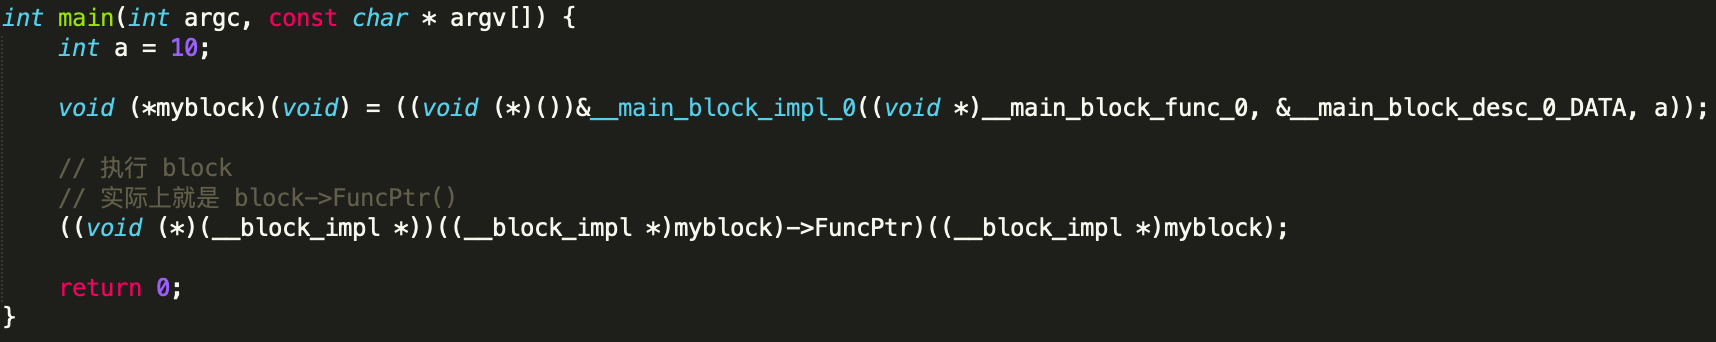 int main(int argc, const char * argv[]) {
    int a = 10;
    void (*myblock)(void) = ((void (*)())&__main_block_impl_0((void *)__main_block_func_0, &__main_block_desc_0_DATA, a));
    // 执行 block
    // 实际上就是 block->FuncPtr()
    ((void (*)(__block_impl *))((__block_impl *)myblock)->FuncPtr)((__block_impl *)myblock);
    return 0;
}